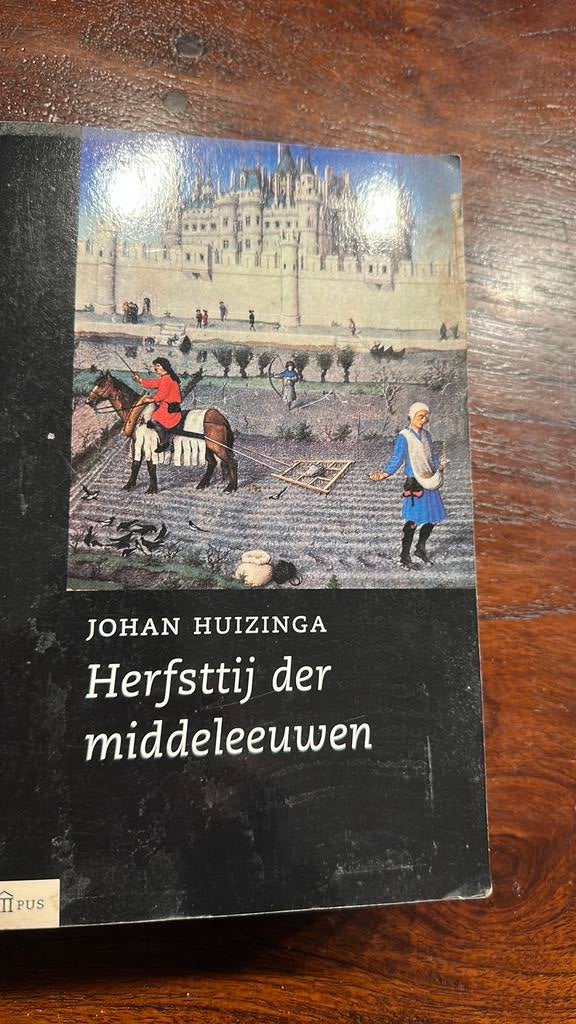 JOHAN HUIZINGA
Herfsttij der
middeleeuwen
PUS